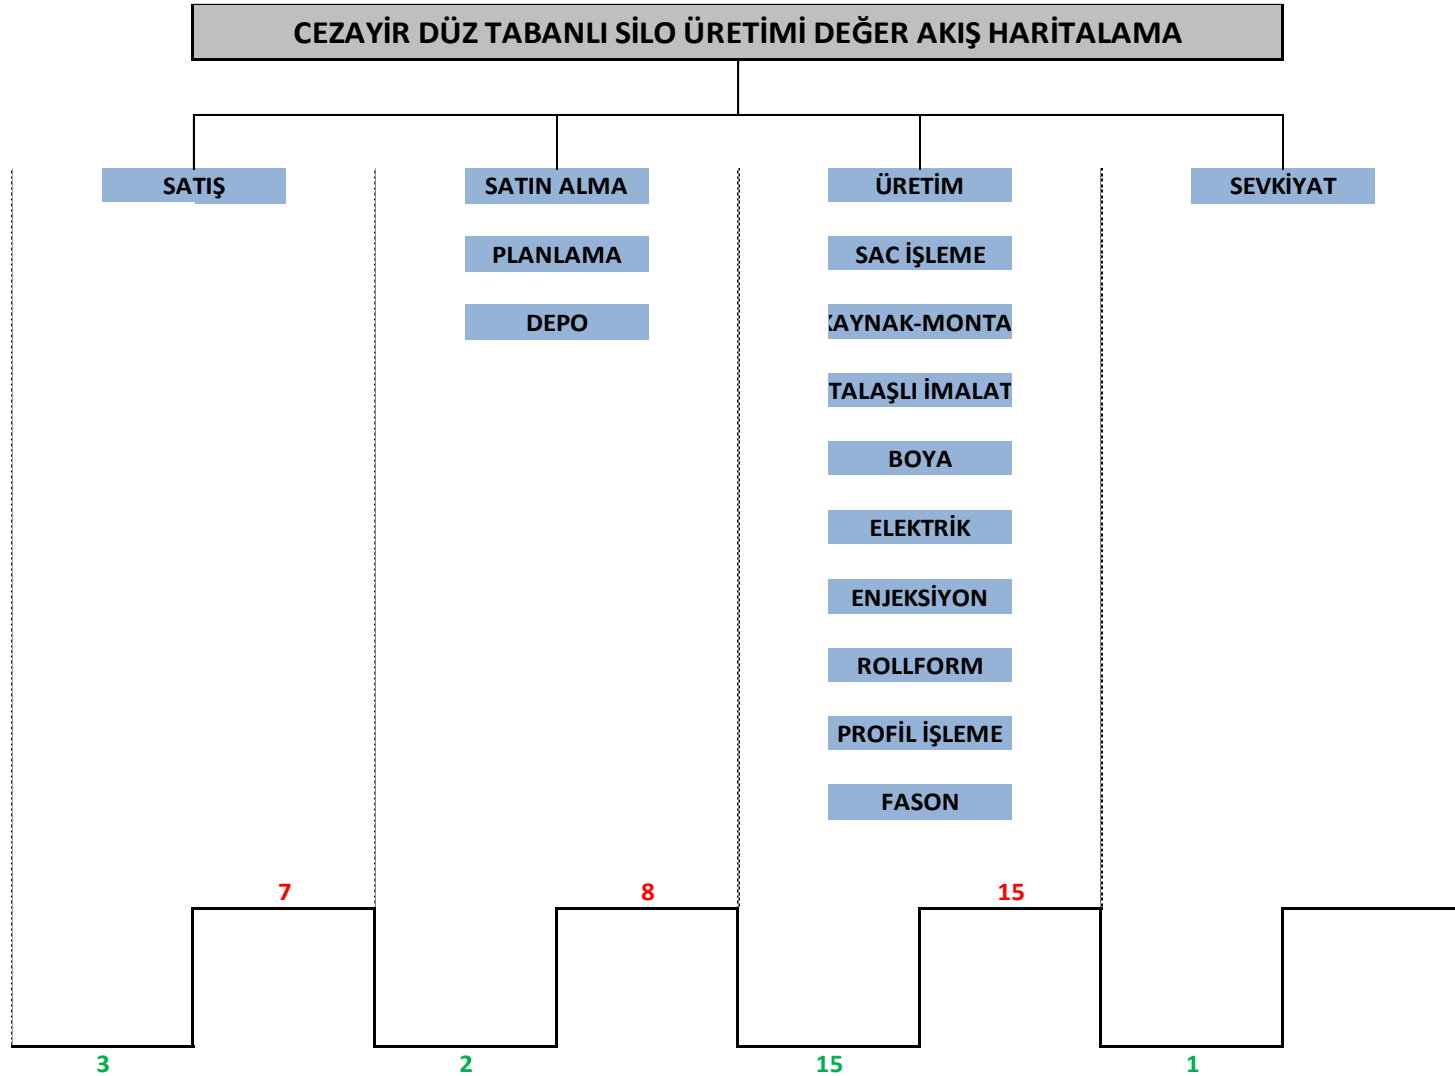 CEZAYİR DÜZ TABANLI SİLO ÜRETİMİ DEĞER AKIŞ HARİTALAMA
SATIŞ
SATIN ALMA
ÜRETİM
SEVKİYAT
PLANLAMA
SAC İŞLEME
DEPO
KAYNAK-MONTA
TALAŞLI İMALAT
BOYA
ELEKTRİK
ENJEKSİYON
ROLLFORM
PROFİL İŞLEME
FASON
7
8
15
3
2
15
1